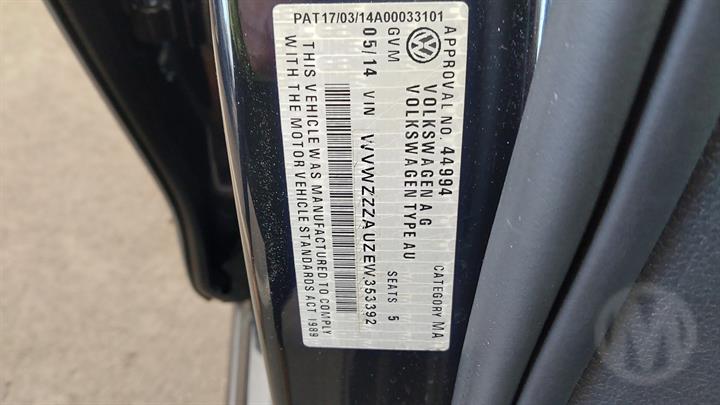 APPROVAL NO. 44994 CATEGORY MA
VOLKSWAGEN A G
VOLKSWAGEN TYPE AU
GVM SEATS 5
05/14 VIN WVWZZZAUZEW353392
THIS VEHICLE WAS MANUFACTURED TO COMPLY
WITH THE MOTOR VEHICLE STANDARDS ACT 1989
PAT17/03/14A00033101